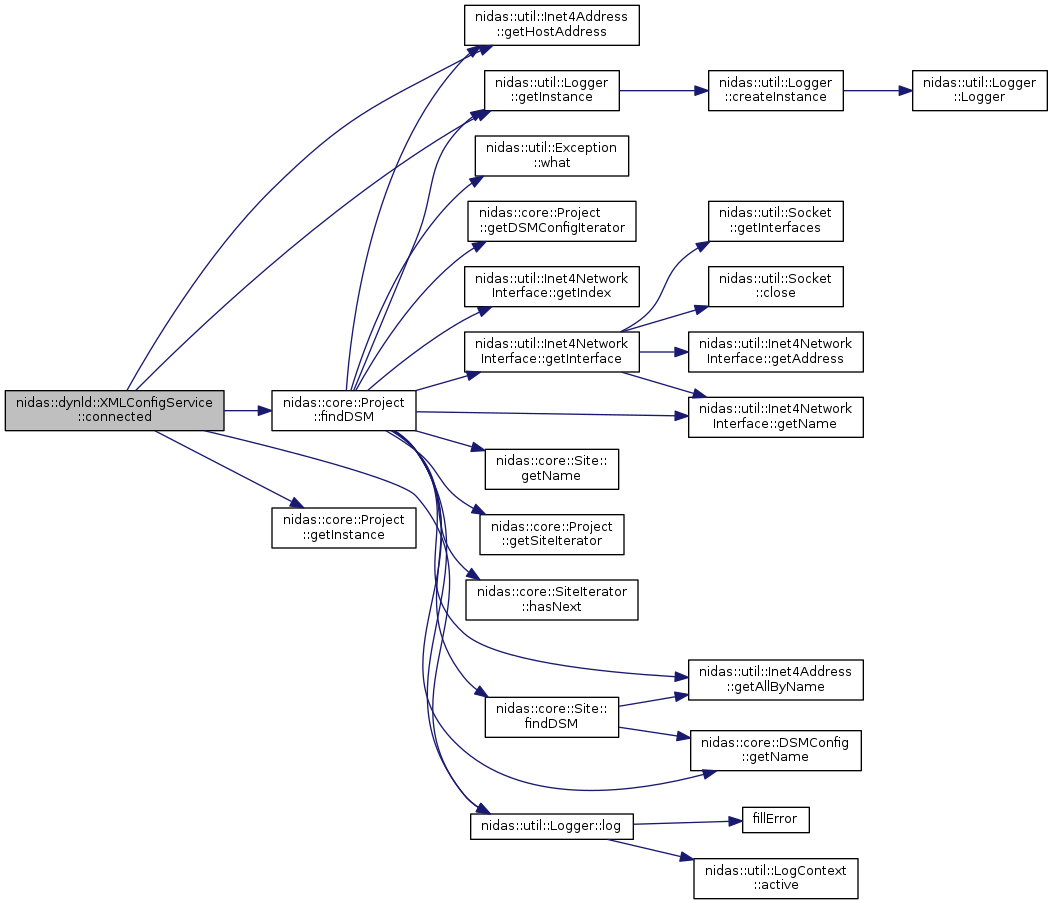 nidas::dynld::XMLConfigService
::connected
nidas::core::Project
::findDSM
nidas::core::Project
::getInstance
nidas::util::Inet4Address
::getHostAddress
nidas::util::Logger
::getInstance
nidas::util::Exception
::what
nidas::core::Project
::getDSMConfigIterator
nidas::util::Inet4Network
Interface::getIndex
nidas::util::Inet4Network
Interface::getInterface
nidas::core::Site::
getName
nidas::core::Project
::getSiteIterator
nidas::core::SiteIterator
::hasNext
nidas::core::Site::
findDSM
nidas::util::Logger::log
nidas::util::Logger
::createInstance
nidas::util::Socket
::getInterfaces
nidas::util::Socket
::close
nidas::util::Inet4Network
Interface::getAddress
nidas::util::Inet4Network
Interface::getName
nidas::util::Inet4Address
::getAllByName
nidas::core::DSMConfig
::getName
fillError
nidas::util::LogContext
::active
nidas::util::Logger
::Logger